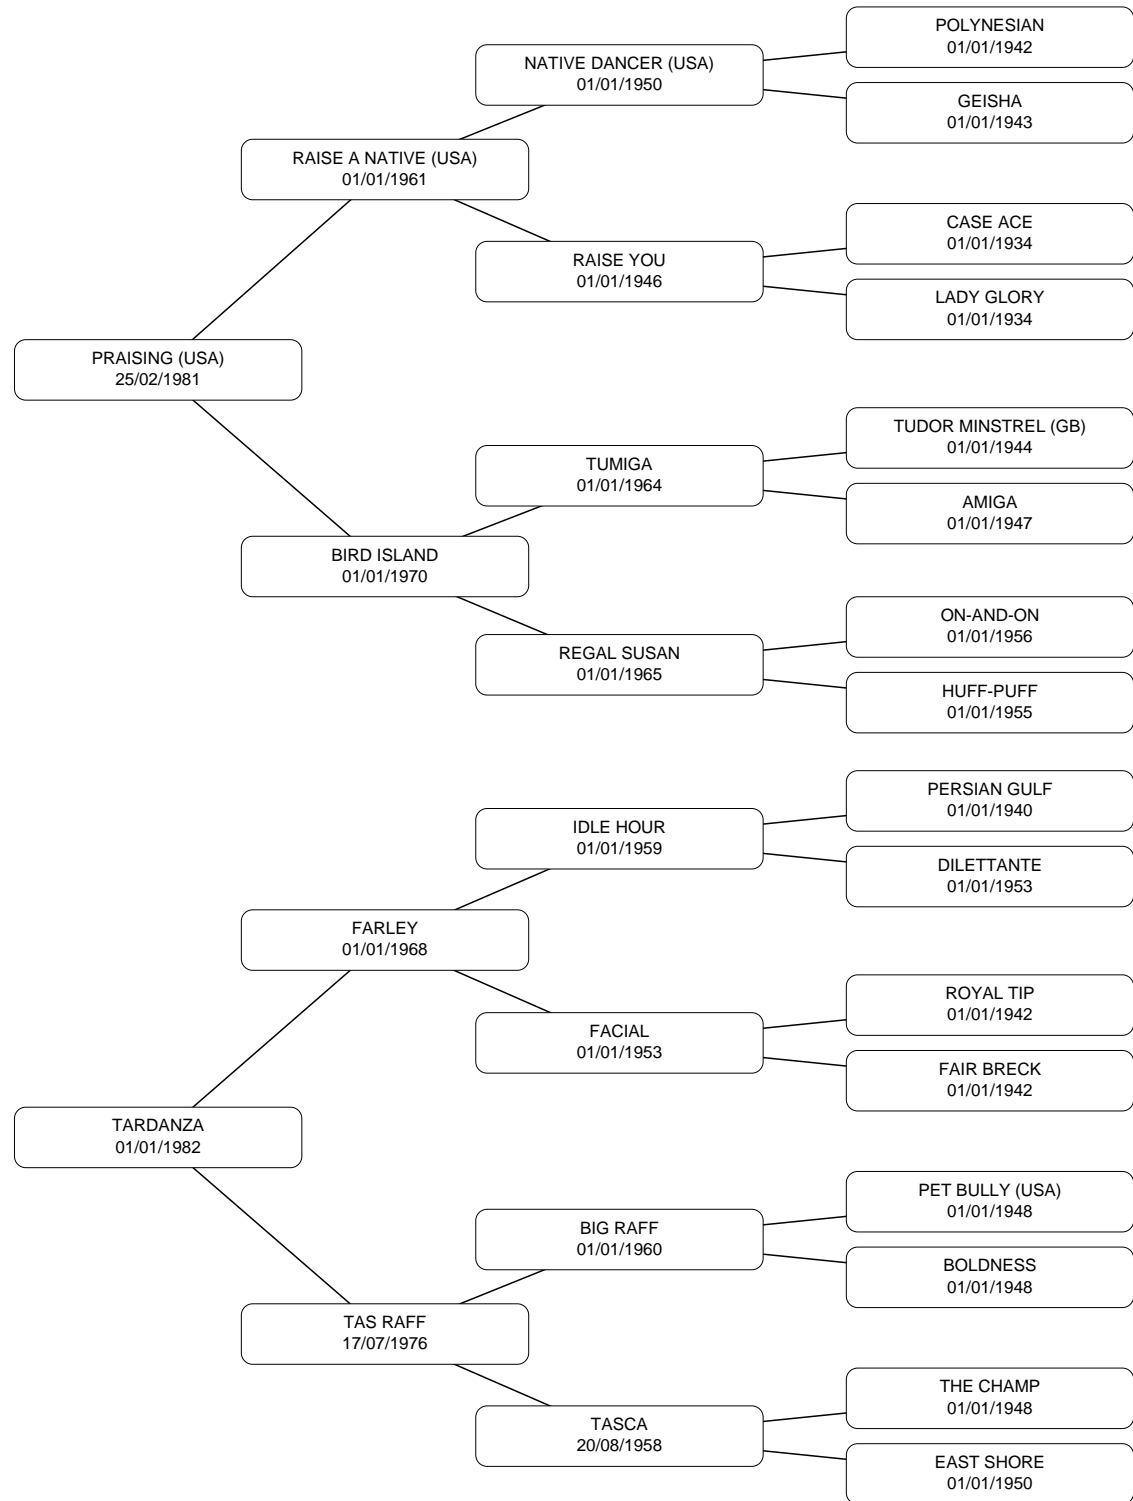 POLYNESIAN
01/01/1942
NATIVE DANCER (USA)
01/01/1950
GEISHA
01/01/1943
RAISE A NATIVE (USA)
01/01/1961
CASE ACE
01/01/1934
RAISE YOU
01/01/1946
LADY GLORY
01/01/1934
PRAISING (USA)
25/02/1981
TUDOR MINSTREL (GB)
01/01/1944
TUMIGA
01/01/1964
AMIGA
01/01/1947
BIRD ISLAND
01/01/1970
ON-AND-ON
01/01/1956
REGAL SUSAN
01/01/1965
HUFF-PUFF
01/01/1955
PERSIAN GULF
01/01/1940
IDLE HOUR
01/01/1959
DILETTANTE
01/01/1953
FARLEY
01/01/1968
ROYAL TIP
01/01/1942
FACIAL
01/01/1953
FAIR BRECK
01/01/1942
TARDANZA
01/01/1982
PET BULLY (USA)
01/01/1948
BIG RAFF
01/01/1960
BOLDNESS
01/01/1948
TAS RAFF
17/07/1976
THE CHAMP
01/01/1948
TASCA
20/08/1958
EAST SHORE
01/01/1950